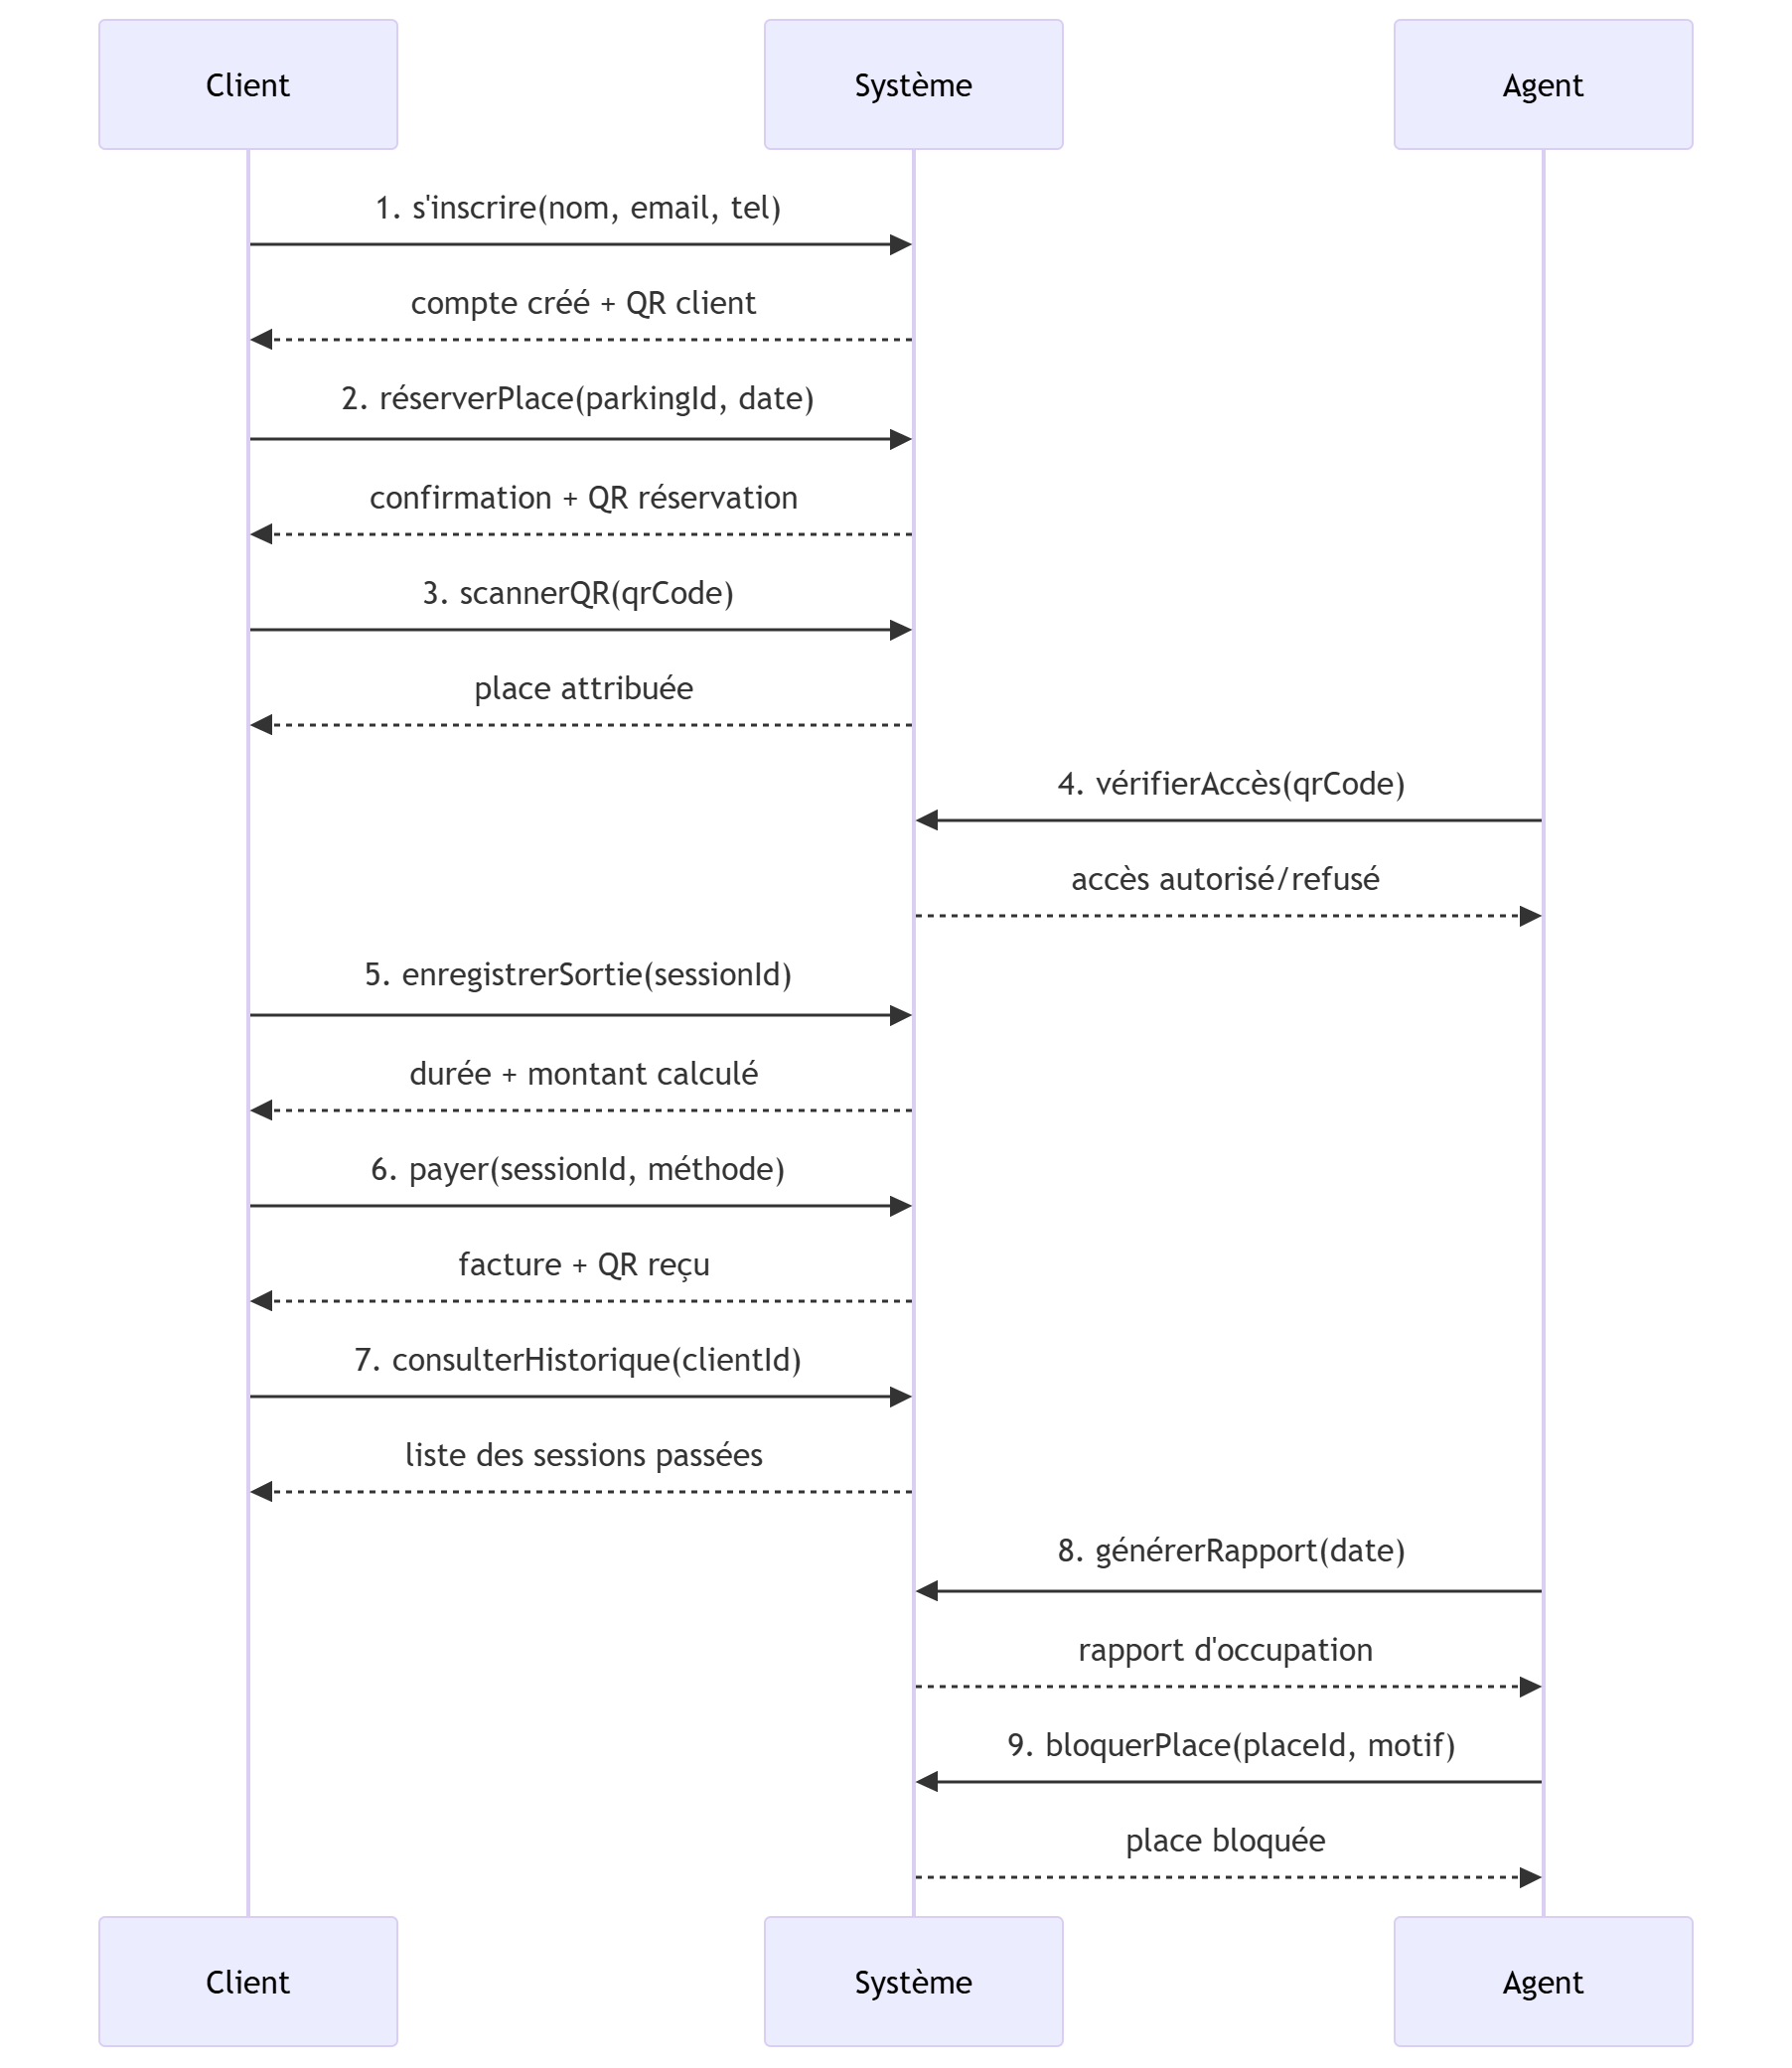 Client
Système
Agent
1. s'inscrire(nom, email, tel)
compte créé + QR client
2. réserverPlace(parkingId, date)
confirmation + QR réservation
3. scannerQR(qrCode)
place attribuée
4. vérifierAccès(qrCode)
accès autorisé/refusé
5. enregistrerSortie(sessionId)
durée + montant calculé
6. payer(sessionId, méthode)
facture + QR reçu
7. consulterHistorique(clientId)
liste des sessions passées
8. générerRapport(date)
rapport d'occupation
9. bloquerPlace(placeId, motif)
place bloquée
Client
Système
Agent